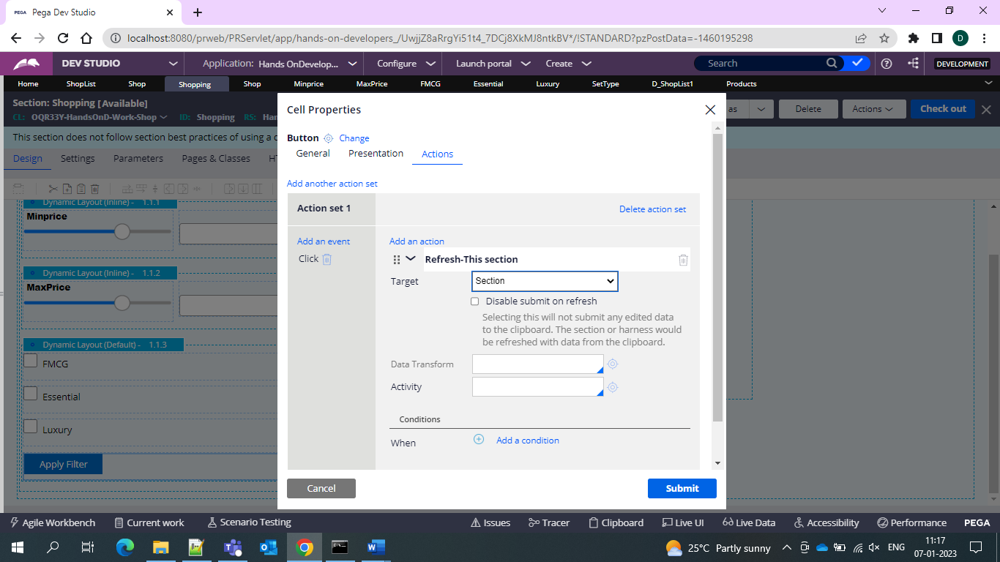 PEGA Pega Dev Studio
localhost:8080/prweb/PRServlet/app/hands-on-developers_/UwjjZ8aRrgYi51t4_7DCj8XkMJ8ntkBV*/!STANDARD?pzPostData=-1460195298
D
DEV STUDIO Application: Hands OnDevelop... Configure Launch portal Create Search DEVELOPMENT
Home ShopList Shop Shopping Shop Minprice MaxPrice FMCG Essential Luxury SetType D_ShopList1 Products
Section: Shopping [Available]
CL: OQR33Y-HandsOnD-Work-Shop ID: Shopping RS: Han
as Delete Actions Check out
This section does not follow section best practices of using a d
Design Settings Parameters Pages & Classes HT
Dynamic Layout (Inline) - 1.1.1
Minprice
Dynamic Layout (Inline) - 1.1.2
MaxPrice
Dynamic Layout (Default) - 1.1.3
FMCG
Essential
Luxury
Apply Filter
Cell Properties
Button Change
General Presentation Actions
Add another action set
Action set 1 Delete action set
Add an event Add an action
Click Refresh-This section
Target Section
Disable submit on refresh
Selecting this will not submit any edited data
to the clipboard. The section or harness would
be refreshed with data from the clipboard.
Data Transform
Activity
Conditions
When Add a condition
Cancel Submit
Agile Workbench Current work Scenario Testing Issues Tracer Clipboard Live UI Live Data Accessibility Performance PEGA
25°C Partly sunny ENG 11:17
07-01-2023